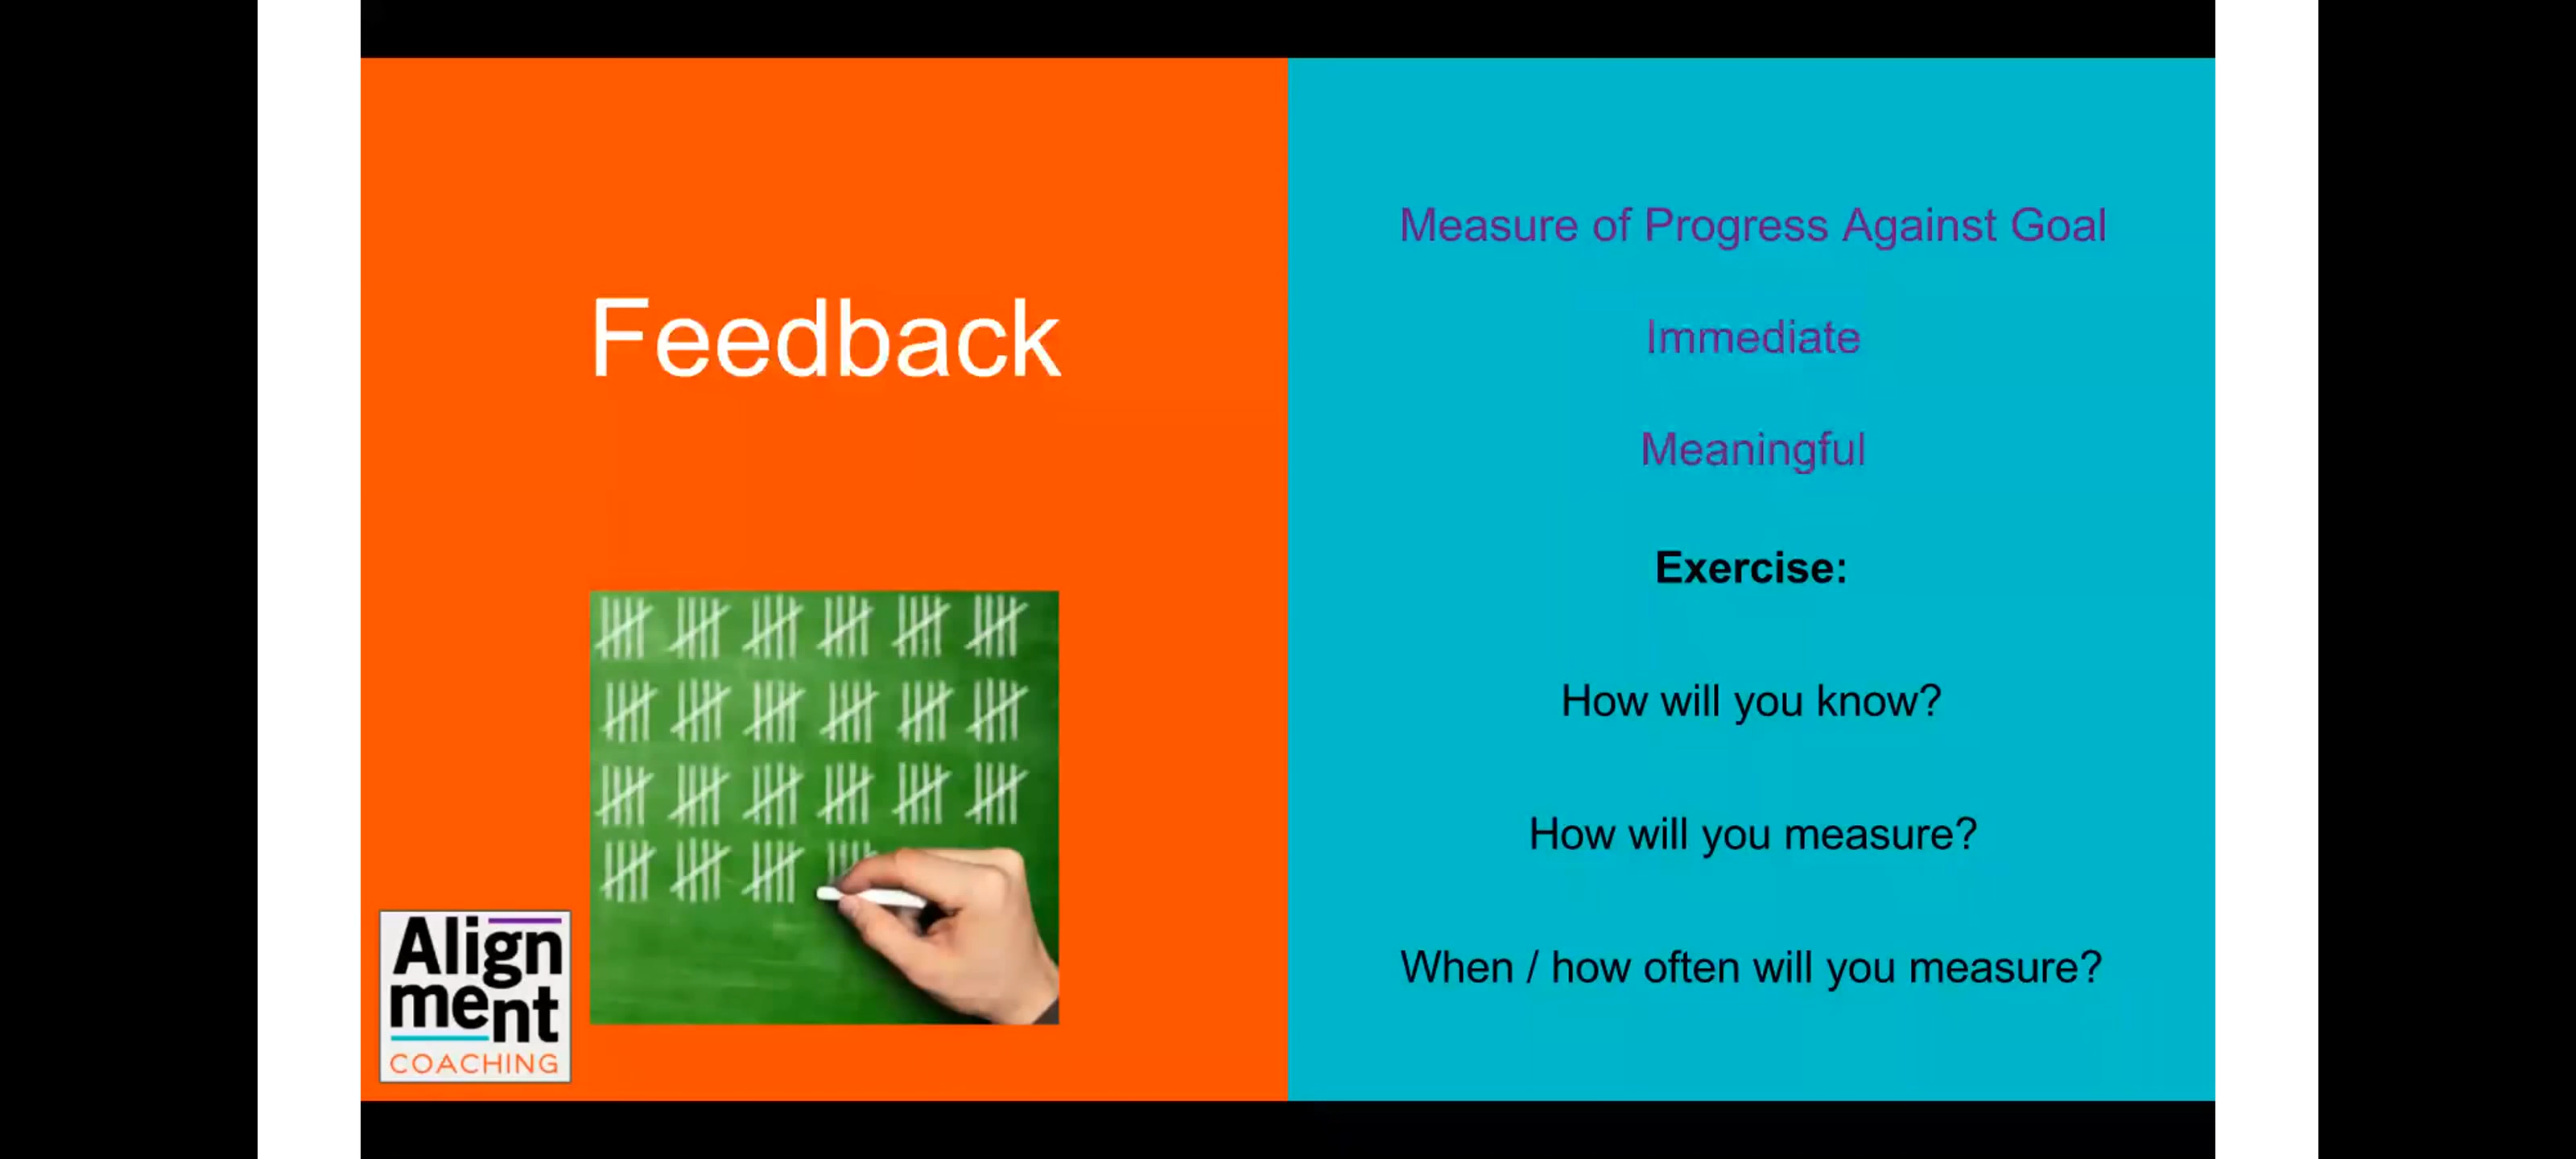 Feedback
Measure of Progress Against Goal
Immediate
Meaningful
Exercise:
How will you know?
How will you measure?
When / how often will you measure?
Align
ment
COACHING